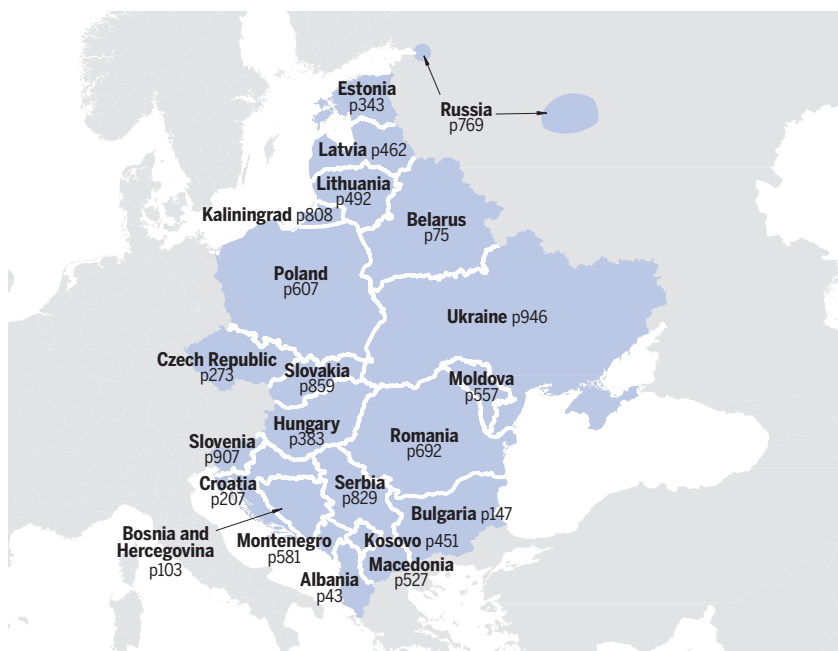 Estonia
p343
Russia
p769
Latvia p462
Lithuania
p492
Kaliningrad p808
Belarus
p75
Poland
p607
Ukraine p946
Czech Republic
p273
Slovakia
p859
Moldova
p557
Hungary
p383
Romania
p692
Slovenia
p907
Croatia
p207
Serbia
p829
Bulgaria p147
Bosnia and
Hercegovina
p103
Montenegro
p581
Kosovo p451
Macedonia
p527
Albania
p43